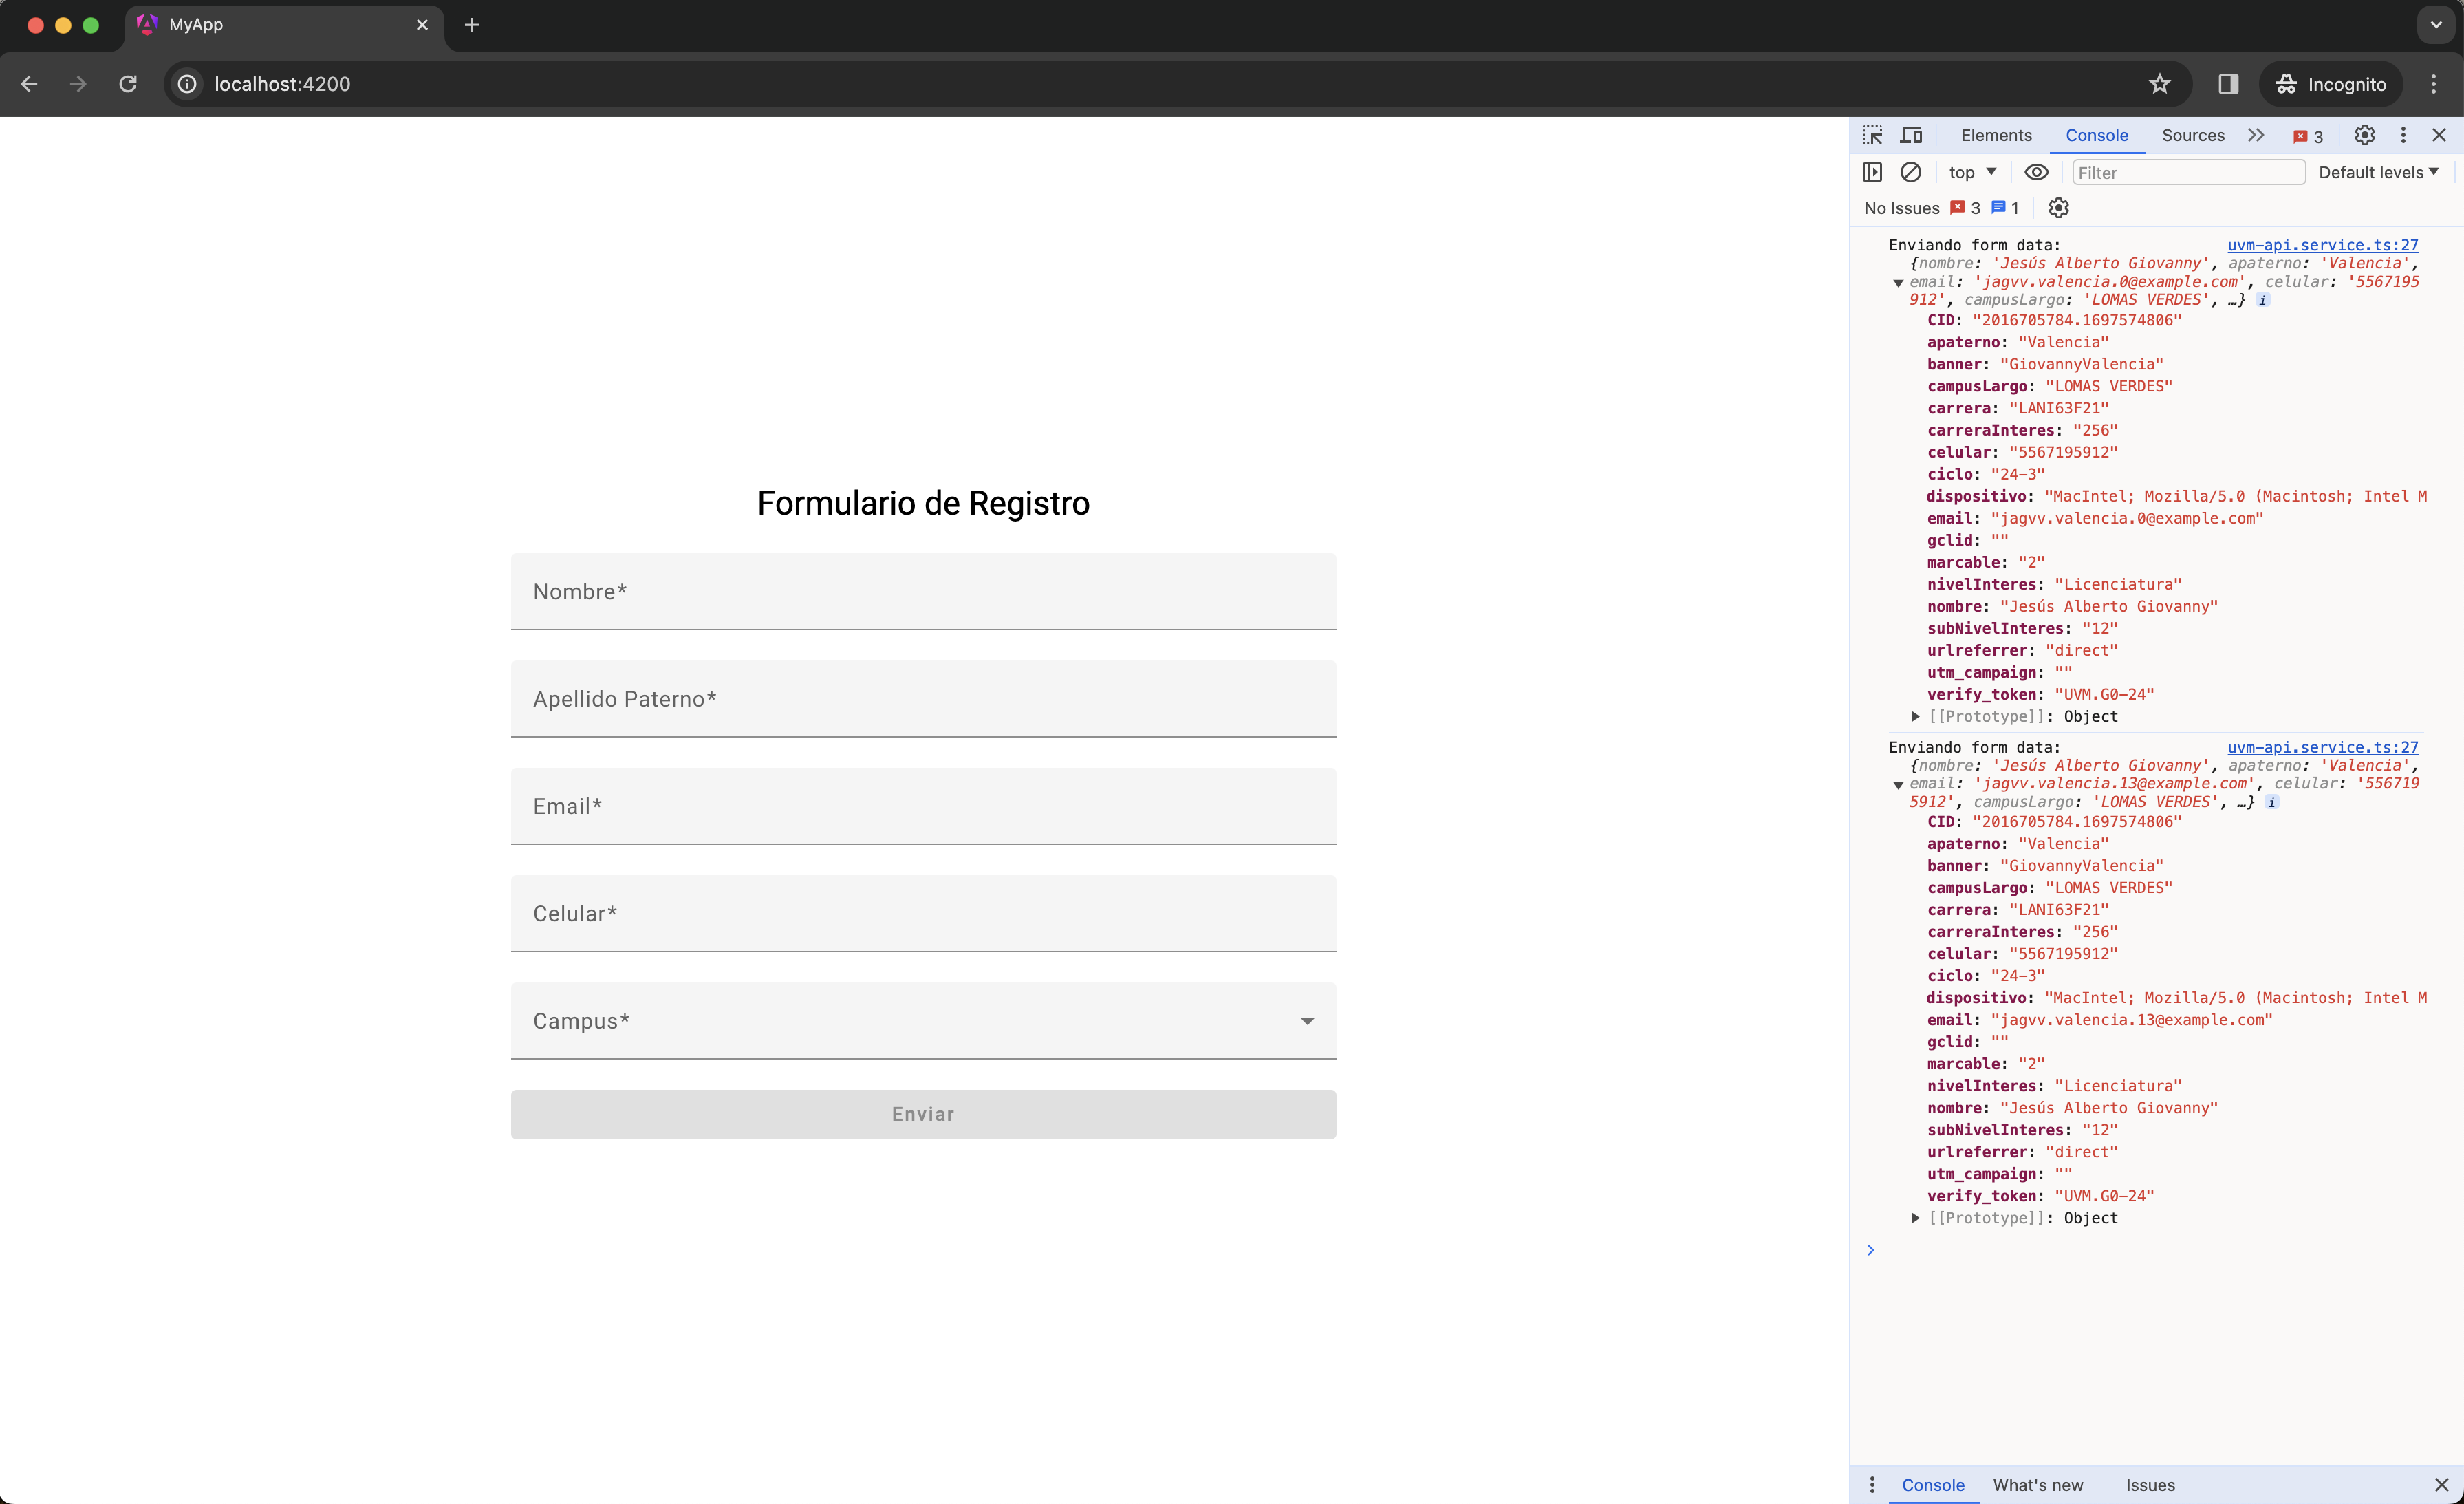 MyApp
localhost:4200
Incognito
Elements Console Sources 3
top Filter Default levels
No Issues 3 1
Formulario de Registro
Nombre*
Apellido Paterno*
Email*
Celular*
Campus*
Enviar
Enviando form data: uvm-api.service.ts:27
{nombre: 'Jesús Alberto Giovanny', apaterno: 'Valencia',
email: 'jagvv.valencia.0@example.com', celular: '5567195
912', campusLargo: 'LOMAS VERDES', …} i
CID: "2016705784.1697574806"
apaterno: "Valencia"
banner: "GiovannyValencia"
campusLargo: "LOMAS VERDES"
carrera: "LANI63F21"
carreraInteres: "256"
celular: "5567195912"
ciclo: "24-3"
dispositivo: "MacIntel; Mozilla/5.0 (Macintosh; Intel M
email: "jagvv.valencia.0@example.com"
gclid: ""
marcable: "2"
nivelInteres: "Licenciatura"
nombre: "Jesús Alberto Giovanny"
subNivelInteres: "12"
urlreferrer: "direct"
utm_campaign: ""
verify_token: "UVM.G0-24"
[[Prototype]]: Object
Enviando form data: uvm-api.service.ts:27
{nombre: 'Jesús Alberto Giovanny', apaterno: 'Valencia',
email: 'jagvv.valencia.13@example.com', celular: '556719
5912', campusLargo: 'LOMAS VERDES', …} i
CID: "2016705784.1697574806"
apaterno: "Valencia"
banner: "GiovannyValencia"
campusLargo: "LOMAS VERDES"
carrera: "LANI63F21"
carreraInteres: "256"
celular: "5567195912"
ciclo: "24-3"
dispositivo: "MacIntel; Mozilla/5.0 (Macintosh; Intel M
email: "jagvv.valencia.13@example.com"
gclid: ""
marcable: "2"
nivelInteres: "Licenciatura"
nombre: "Jesús Alberto Giovanny"
subNivelInteres: "12"
urlreferrer: "direct"
utm_campaign: ""
verify_token: "UVM.G0-24"
[[Prototype]]: Object
Console What's new Issues